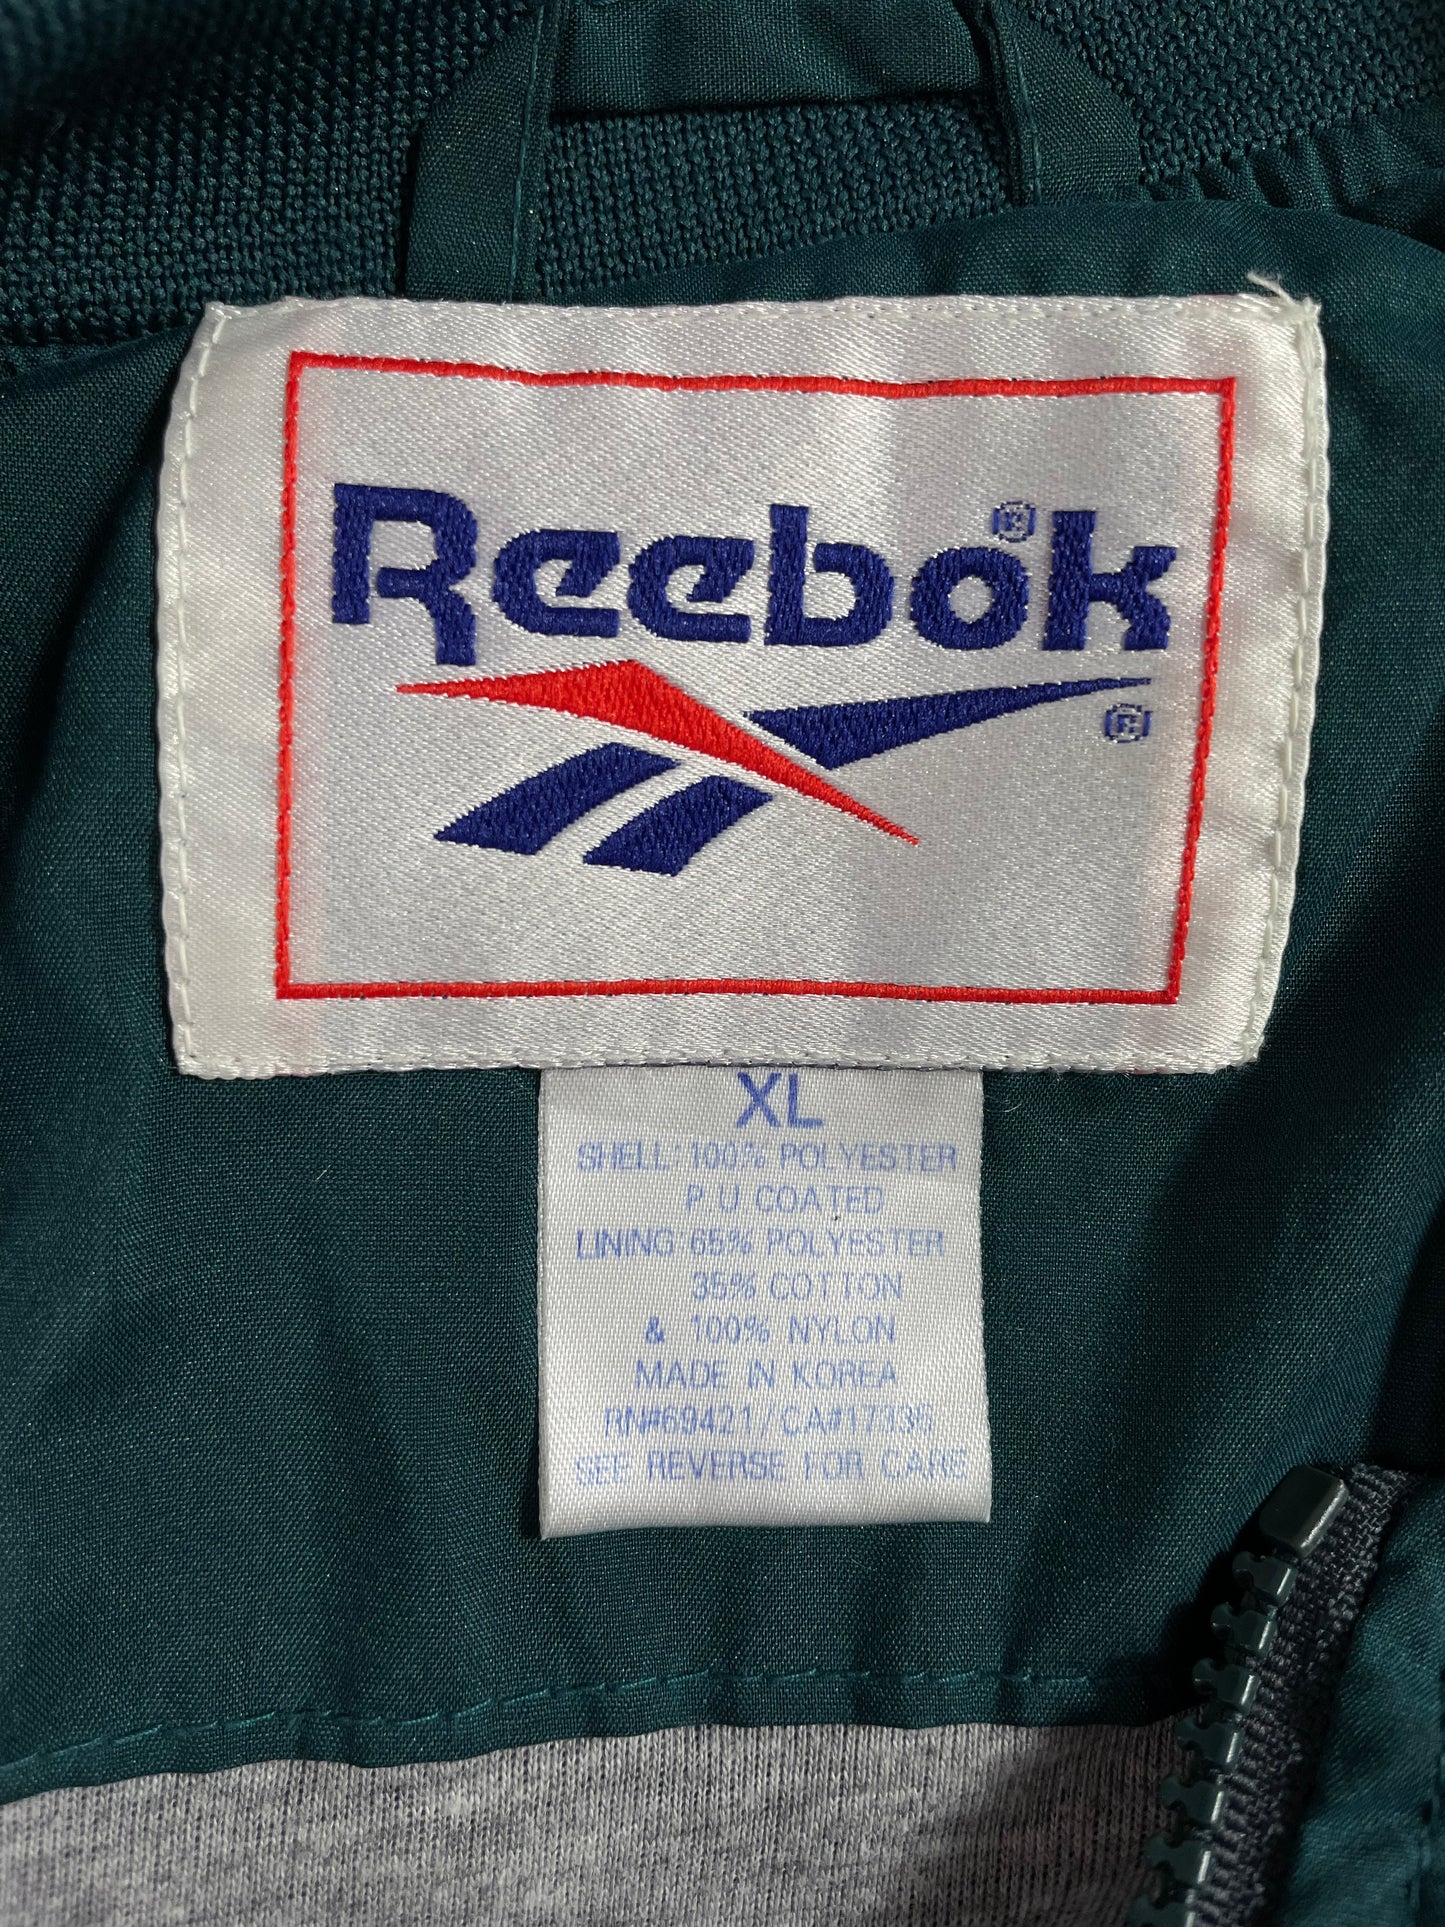 Reebok®
®
XL
SHELL: 100% POLYESTER
P U COATED
LINING 65% POLYESTER
35% COTTON
& 100% NYLON
MADE IN KOREA
RN#69421/CA#17336
SEE REVERSE FOR CARE